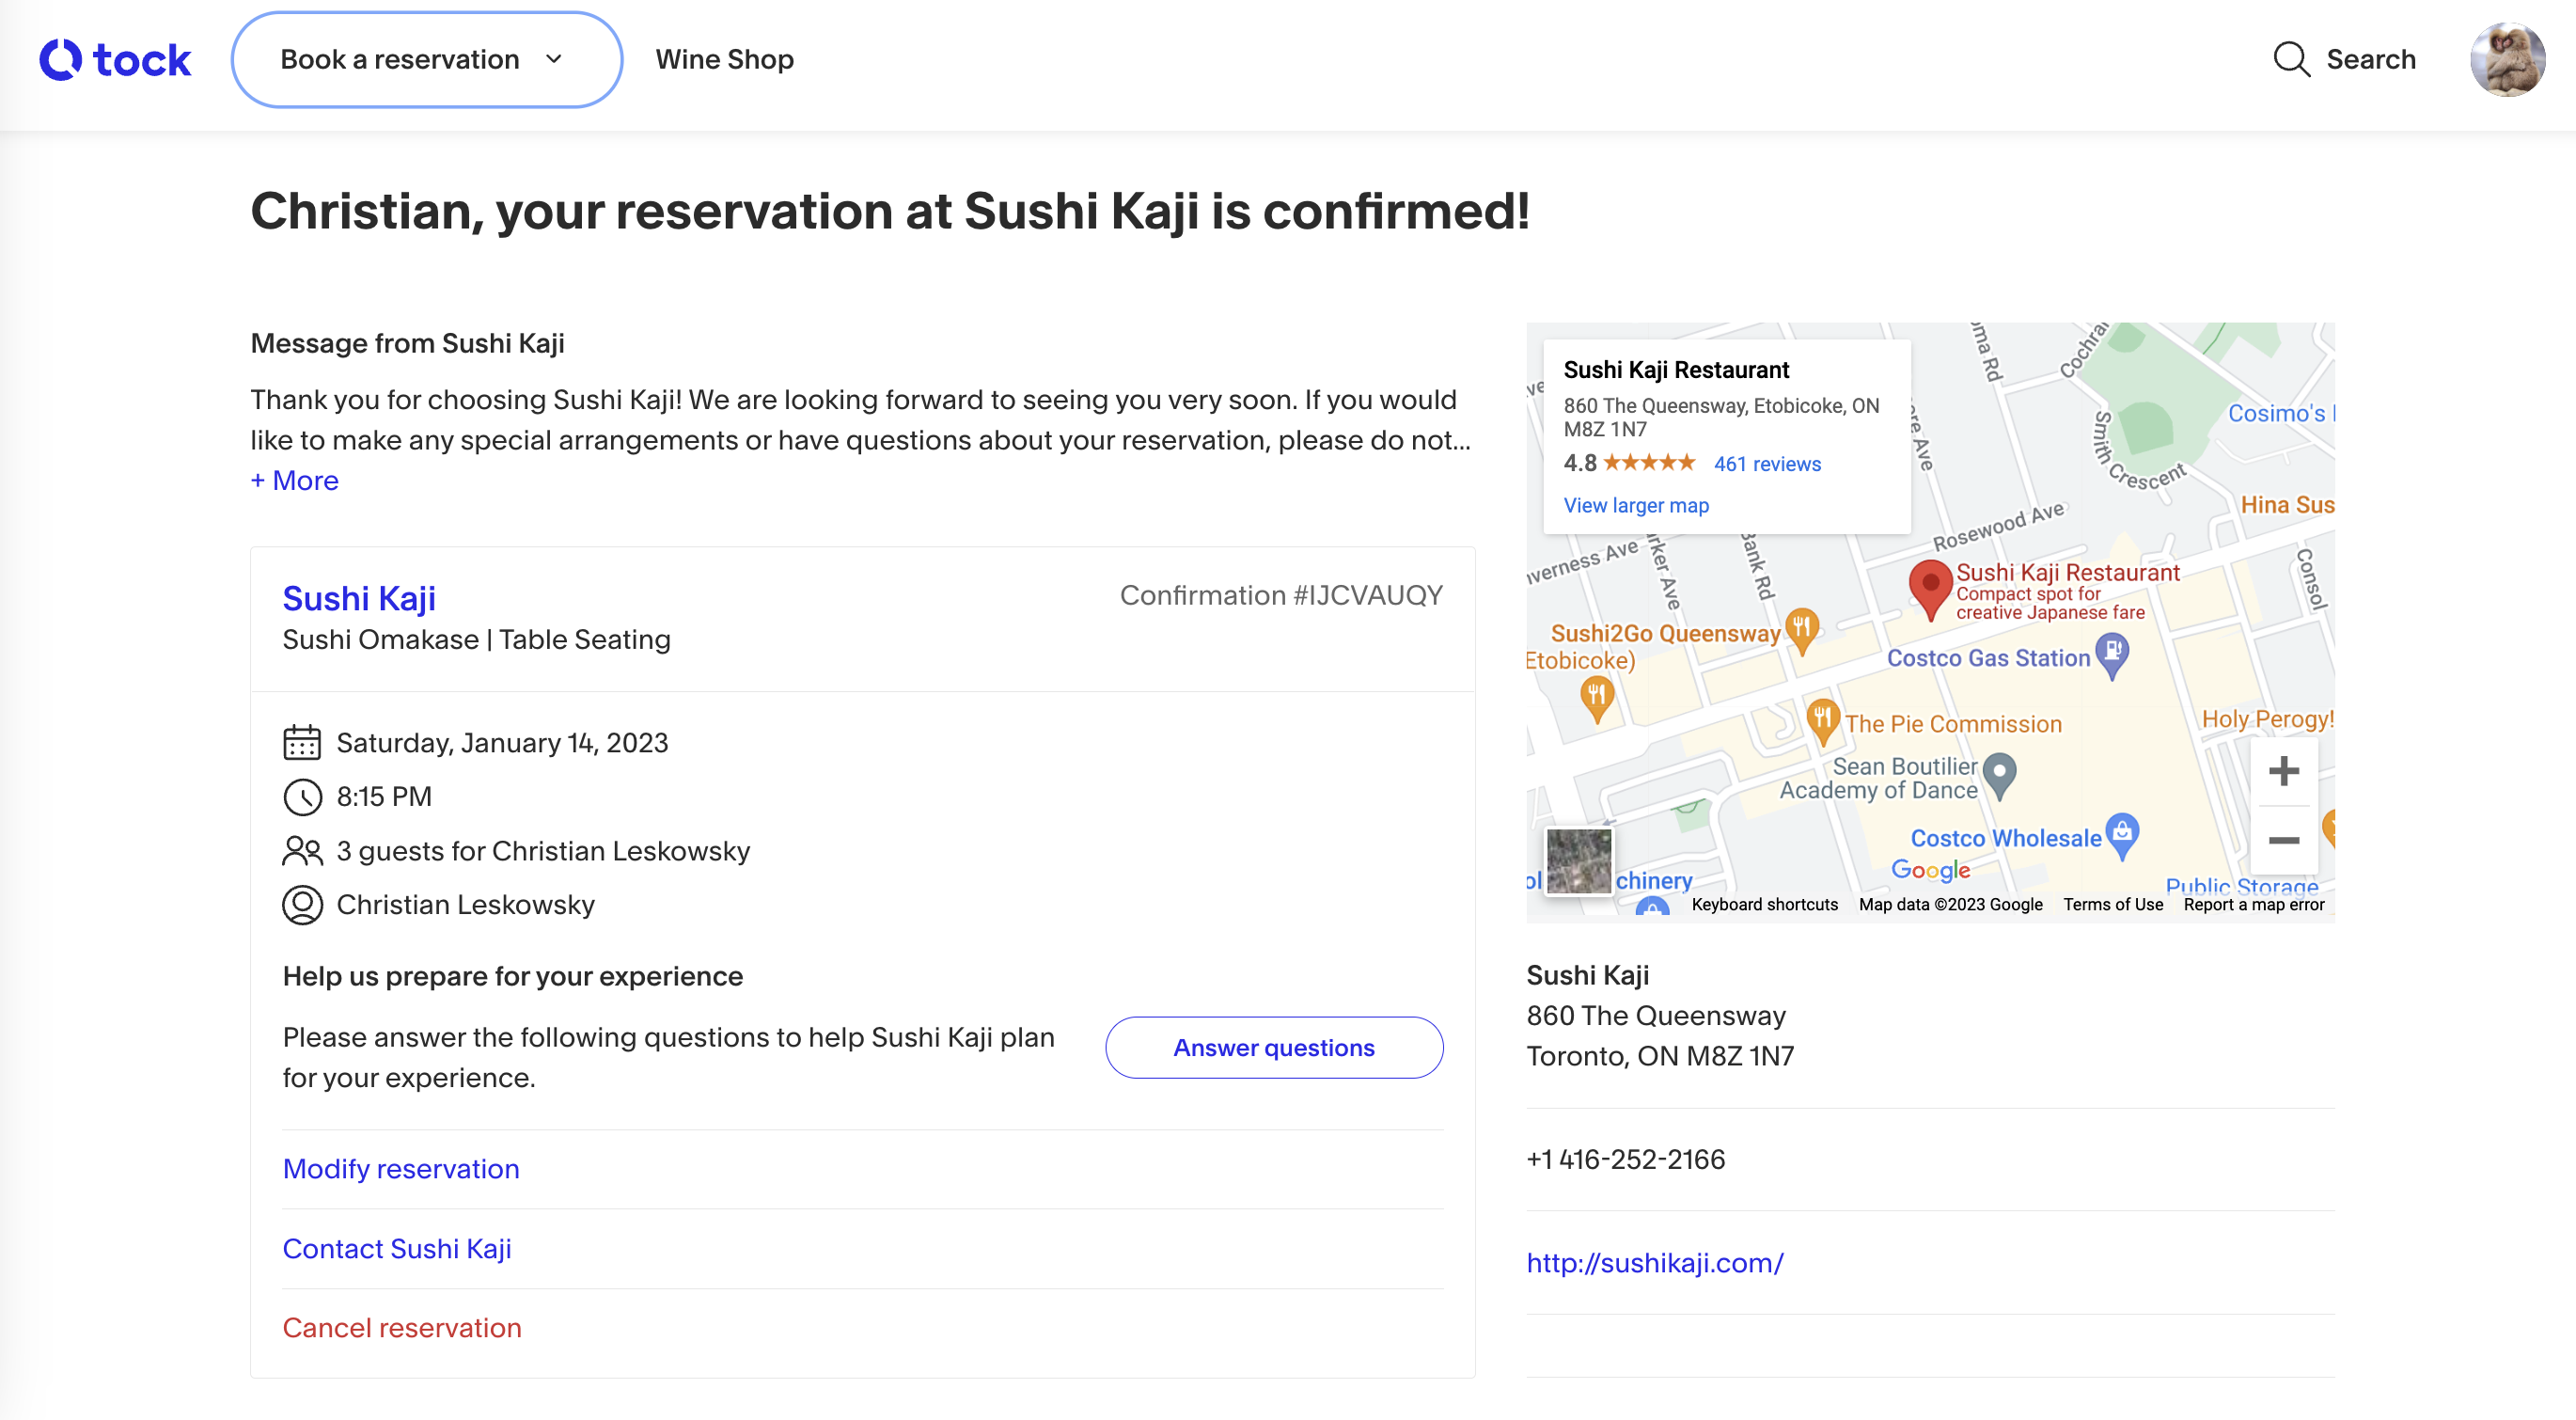 tock
Book a reservation
Wine Shop
Search
Christian, your reservation at Sushi Kaji is confirmed!
Message from Sushi Kaji
Thank you for choosing Sushi Kaji! We are looking forward to seeing you very soon. If you would
like to make any special arrangements or have questions about your reservation, please do not...
+ More
Sushi Kaji
Confirmation #IJCVAUQY
Sushi Omakase | Table Seating
Saturday, January 14, 2023
8:15 PM
3 guests for Christian Leskowsky
Christian Leskowsky
Help us prepare for your experience
Please answer the following questions to help Sushi Kaji plan
for your experience.
Answer questions
Modify reservation
Contact Sushi Kaji
Cancel reservation
Sushi Kaji Restaurant
860 The Queensway, Etobicoke, ON
M8Z 1N7
4.8
461 reviews
View larger map
Cosimo's
Smith Crescent
Hina Sus
Rosewood Ave
verness Ave
rker Ave
Bank Rd
Consol
Sushi Kaji Restaurant
Compact spot for
creative Japanese fare
Sushi2Go Queensway
Etobicoke)
Costco Gas Station
The Pie Commission
Holy Perogy!
Sean Boutilier
Academy of Dance
Costco Wholesale
Google
chinery
Public Storage
Keyboard shortcuts
Map data ©2023 Google
Terms of Use
Report a map error
Sushi Kaji
860 The Queensway
Toronto, ON M8Z 1N7
+1 416-252-2166
http://sushikaji.com/